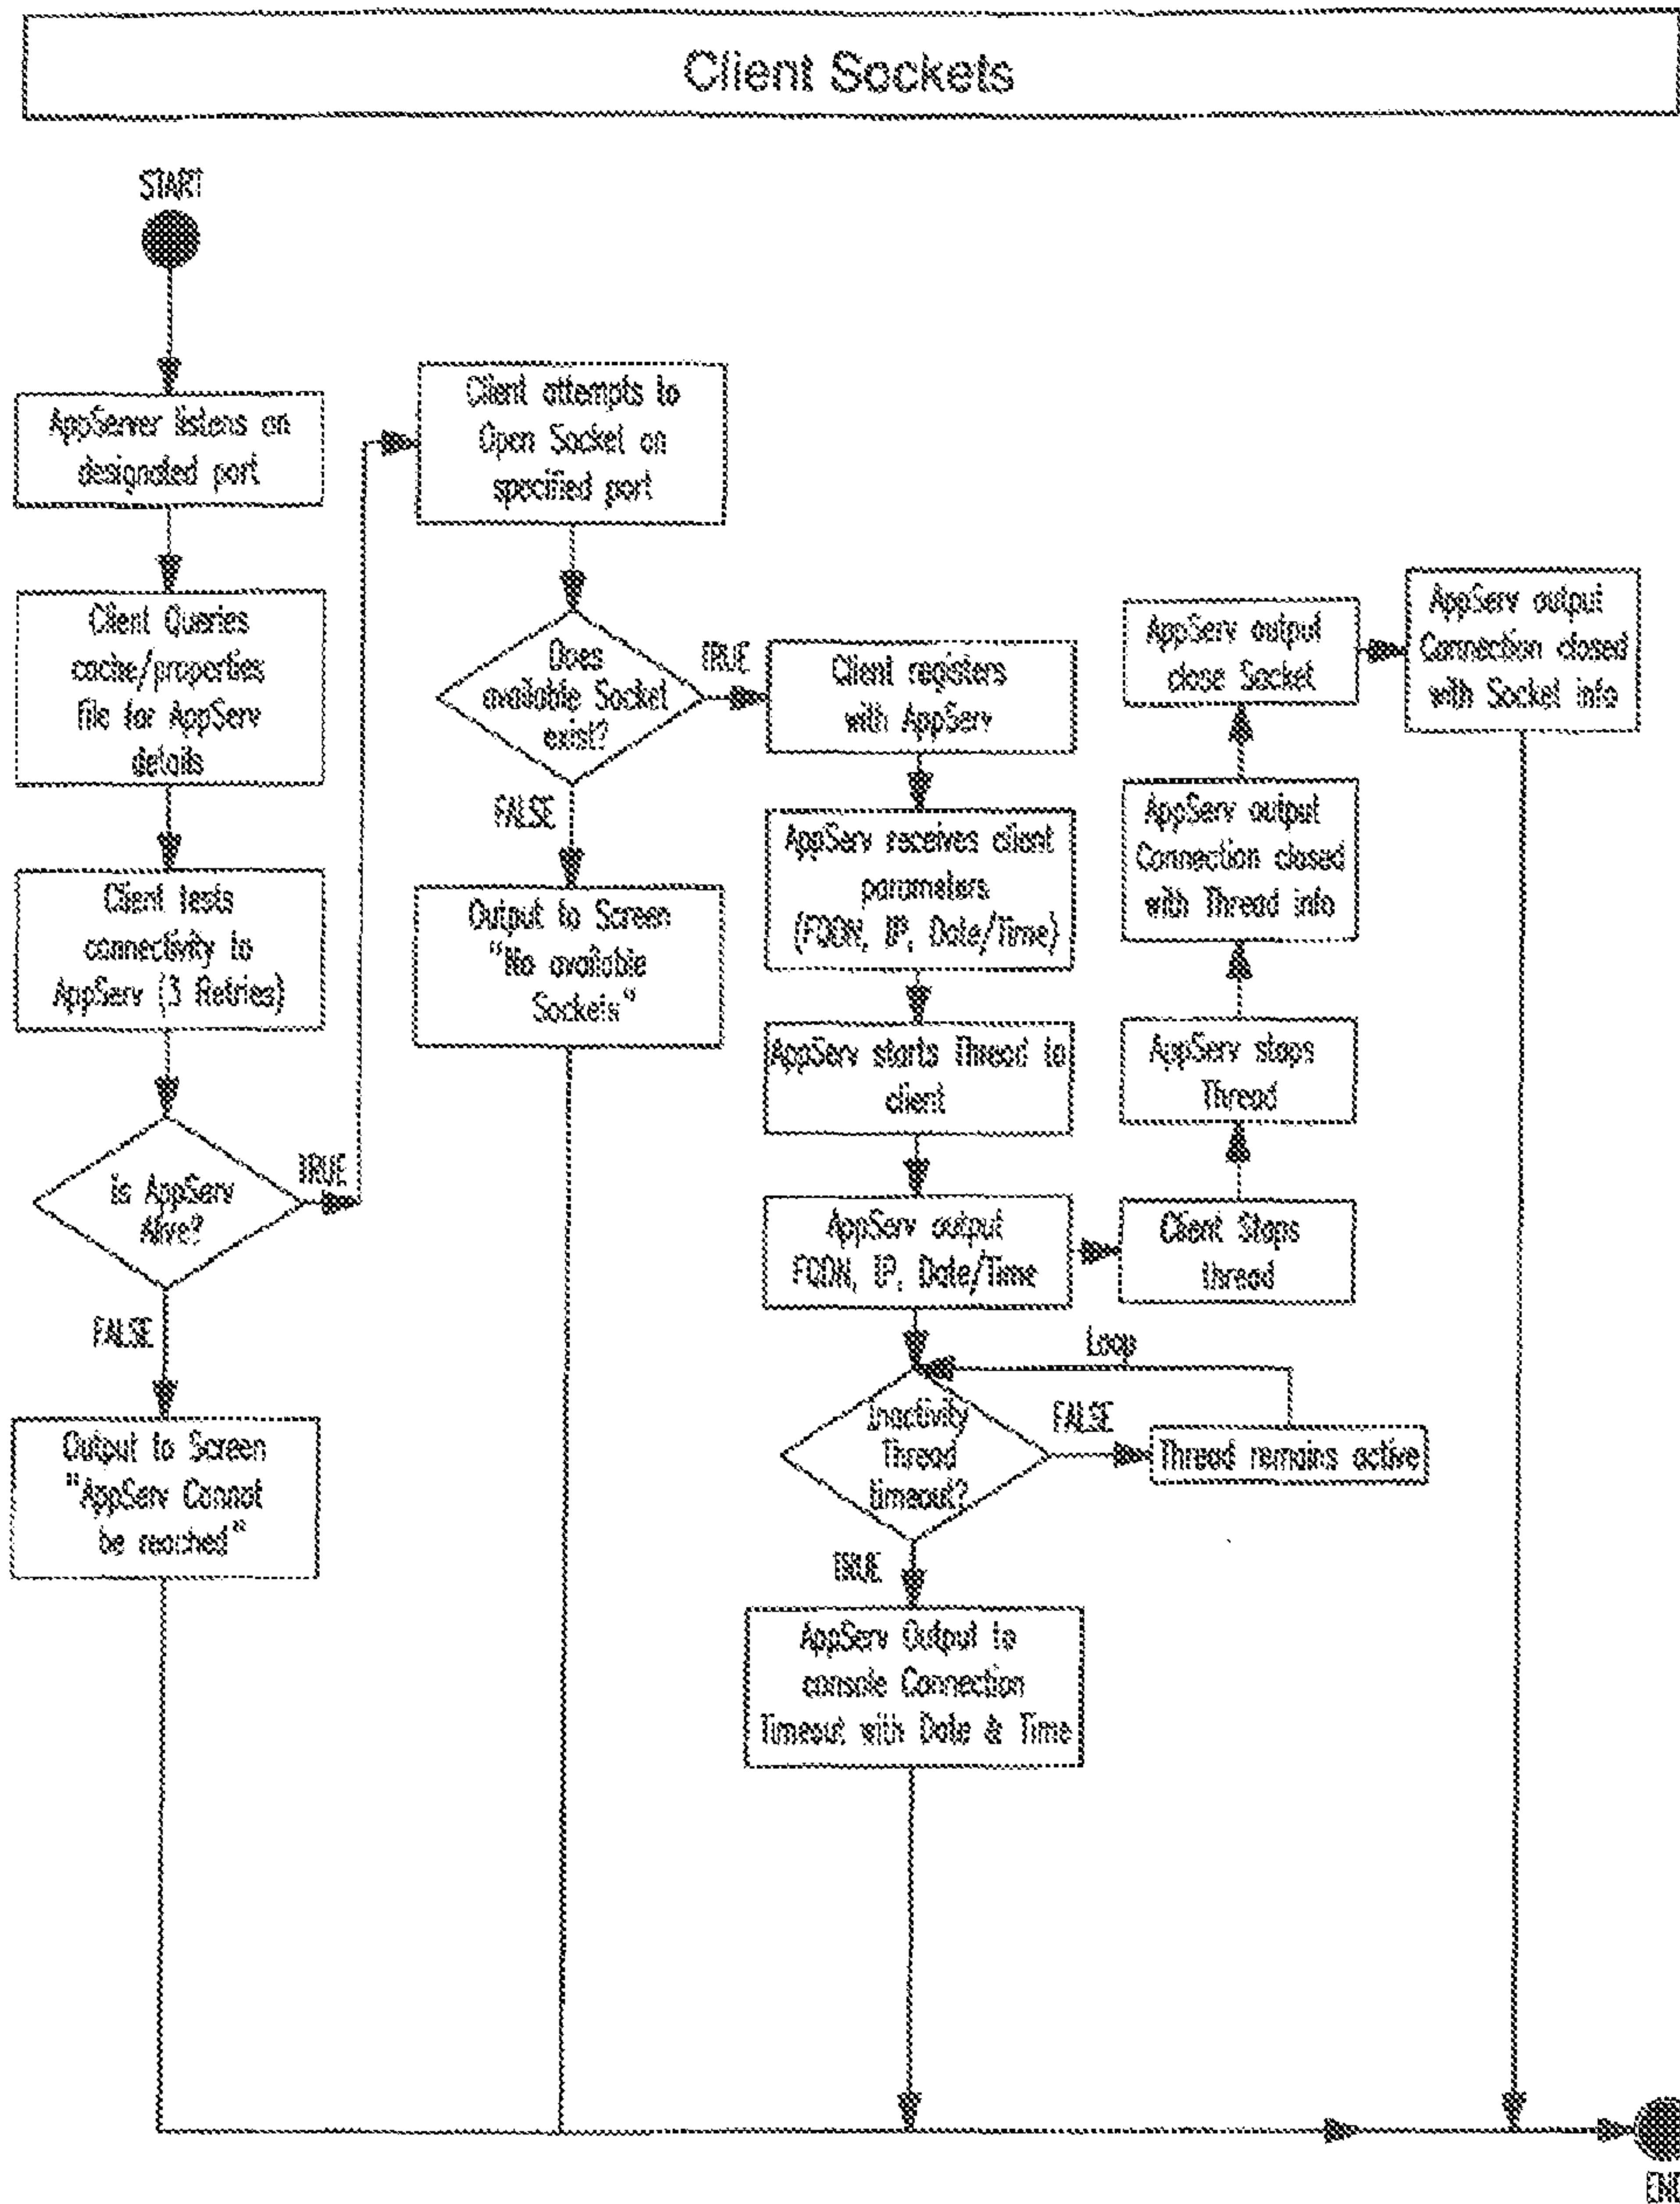 Client Sockets
START
AppServer listens on
designated port
Client Queries
cache/properties
file for AppServ
details
Client tests
connectivity to
AppServ (3 Retries)
Is AppServ
Alive?
TRUE
FALSE
Output to Screen
"AppServ Cannot
be reached"
Client attempts to
Open Socket on
specified port
Does
available Socket
exist?
TRUE
FALSE
Output to Screen
"No available
Sockets"
Client registers
with AppServ
AppServ receives client
parameters
(FQDN, IP, Date/Time)
AppServ starts Thread to
client
AppServ output
FQDN, IP, Date/Time
Inactivity
Thread
timeout?
FALSE
Thread remains active
Loop
TRUE
AppServ Output to
console Connection
Timeout with Date & Time
Client Stops
thread
AppServ stops
Thread
AppServ output
Connection closed
with Thread info
AppServ output
close Socket
AppServ output
Connection closed
with Socket info
END